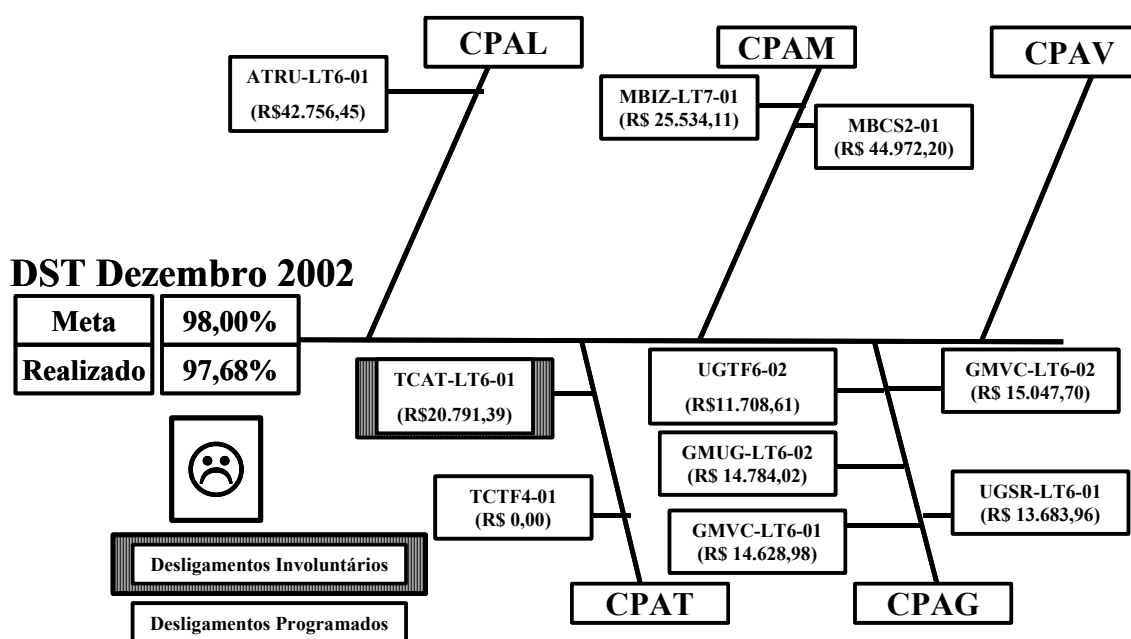 CPAL
CPAM
CPAV
ATRU-LT6-01
(R$42.756,45)
MBIZ-LT7-01
(R$ 25.534,11)
MBCS2-01
(R$ 44.972,20)
DST Dezembro 2002
Meta 98,00%
Realizado 97,68%
TCAT-LT6-01
(R$20.791,39)
UGTF6-02
(R$11.708,61)
GMVC-LT6-02
(R$ 15.047,70)
GMUG-LT6-02
(R$ 14.784,02)
TCTF4-01
(R$ 0,00)
UGSR-LT6-01
(R$ 13.683,96)
GMVC-LT6-01
(R$ 14.628,98)
Desligamentos Involuntários
Desligamentos Programados
CPAT
CPAG